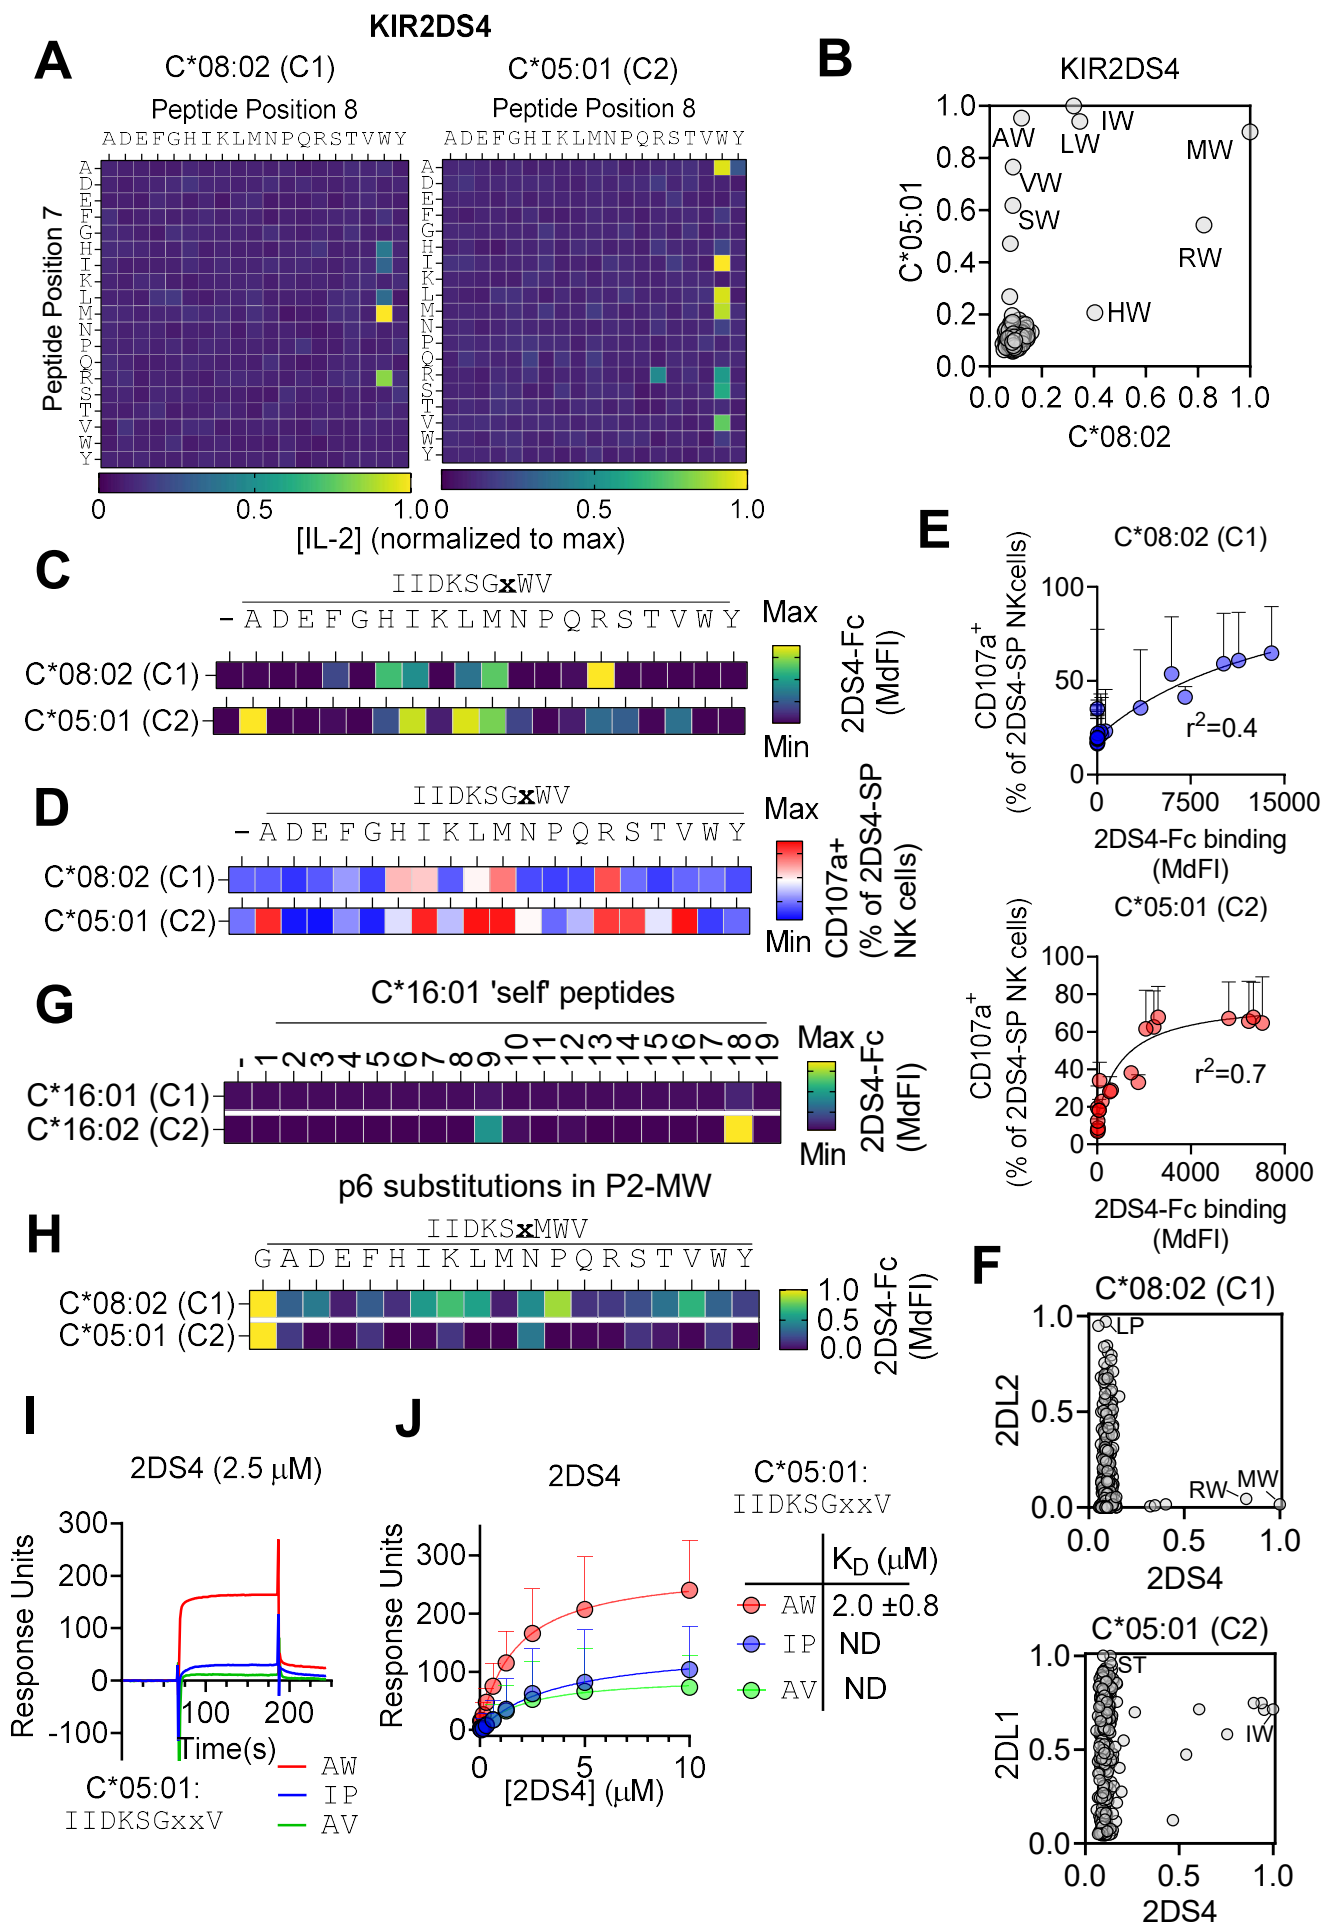 KIR2DS4
A
C*08:02 (C1)
C*05:01 (C2)
Peptide Position 8
Peptide Position 8
A D E F G H I K L M N P Q R S T V W Y
A D E F G H I K L M N P Q R S T V W Y
Peptide Position 7
A
D
E
F
G
H
I
K
L
M
N
P
Q
R
S
T
V
W
Y
A
D
E
F
G
H
I
K
L
M
N
P
Q
R
S
T
V
W
Y
0 0.5 1.0
0 0.5 1.0
[IL-2] (normalized to max)
B
KIR2DS4
C*05:01
1.0
0.8
0.6
0.4
0.2
0.0
AW
IW
LW
MW
VW
SW
RW
HW
0.0 0.2 0.4 0.6 0.8 1.0
C*08:02
C
IIDKSGxWV
- A D E F G H I K L M N P Q R S T V W Y
C*08:02 (C1)
C*05:01 (C2)
Max
Min
2DS4-Fc
(MdFI)
D
IIDKSGxWV
- A D E F G H I K L M N P Q R S T V W Y
C*08:02 (C1)
C*05:01 (C2)
Max
Min
CD107a+
(% of 2DS4-SP
NK cells)
E
C*08:02 (C1)
CD107a+
(% of 2DS4-SP NKcells)
100
50
0
r2=0.4
0 7500 15000
2DS4-Fc binding
(MdFI)
C*05:01 (C2)
CD107a+
(% of 2DS4-SP NK cells)
100
80
60
40
20
0
r2=0.7
0 4000 8000
2DS4-Fc binding
(MdFI)
G
C*16:01 'self' peptides
- 1 2 3 4 5 6 7 8 9 10 11 12 13 14 15 16 17 18 19
C*16:01 (C1)
C*16:02 (C2)
Max
Min
2DS4-Fc
(MdFI)
H
p6 substitutions in P2-MW
IIDKSxMWV
G A D E F H I K L M N P Q R S T V W Y
C*08:02 (C1)
C*05:01 (C2)
1.0
0.5
0.0
2DS4-Fc
(MdFI)
F
C*08:02 (C1)
2DL2
1.0
0.5
0.0
LP
RW
MW
0.0 0.5 1.0
2DS4
C*05:01 (C2)
2DL1
1.0
0.5
0.0
ST
IW
0.0 0.5 1.0
2DS4
I
2DS4 (2.5 μM)
Response Units
300
200
100
0
-100
100 200
Time(s)
C*05:01:
IIDKSGxxV
AW
IP
AV
J
2DS4
Response Units
300
200
100
0
0 5 10
[2DS4] (μM)
C*05:01:
IIDKSGxxV
KD (μM)
AW 2.0 ±0.8
IP ND
AV ND